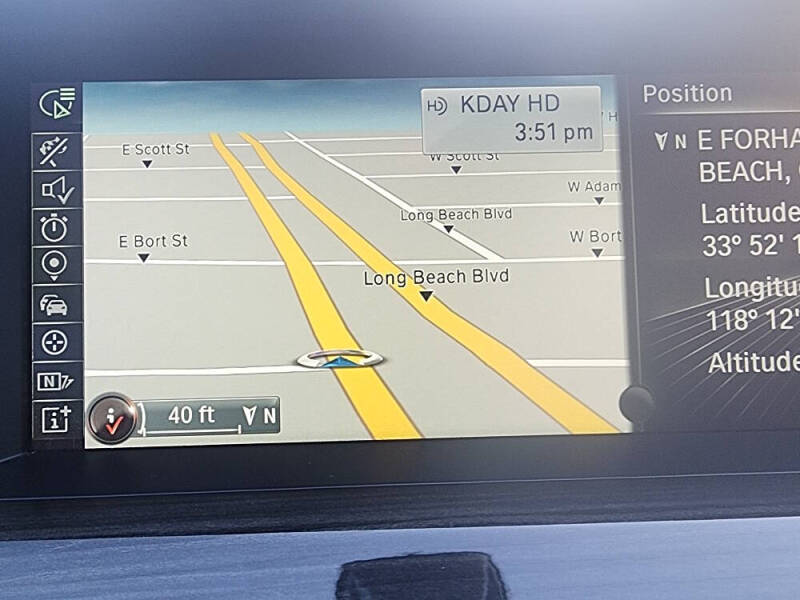 KDAY HD
3:51 pm
E Scott St
W Scott St
W Adam
Long Beach Blvd
E Bort St
W Bort
Long Beach Blvd
40 ft
N
Position
N E FORHA
BEACH,
Latitude
33° 52' 1
Longitu
118° 12'
Altitude